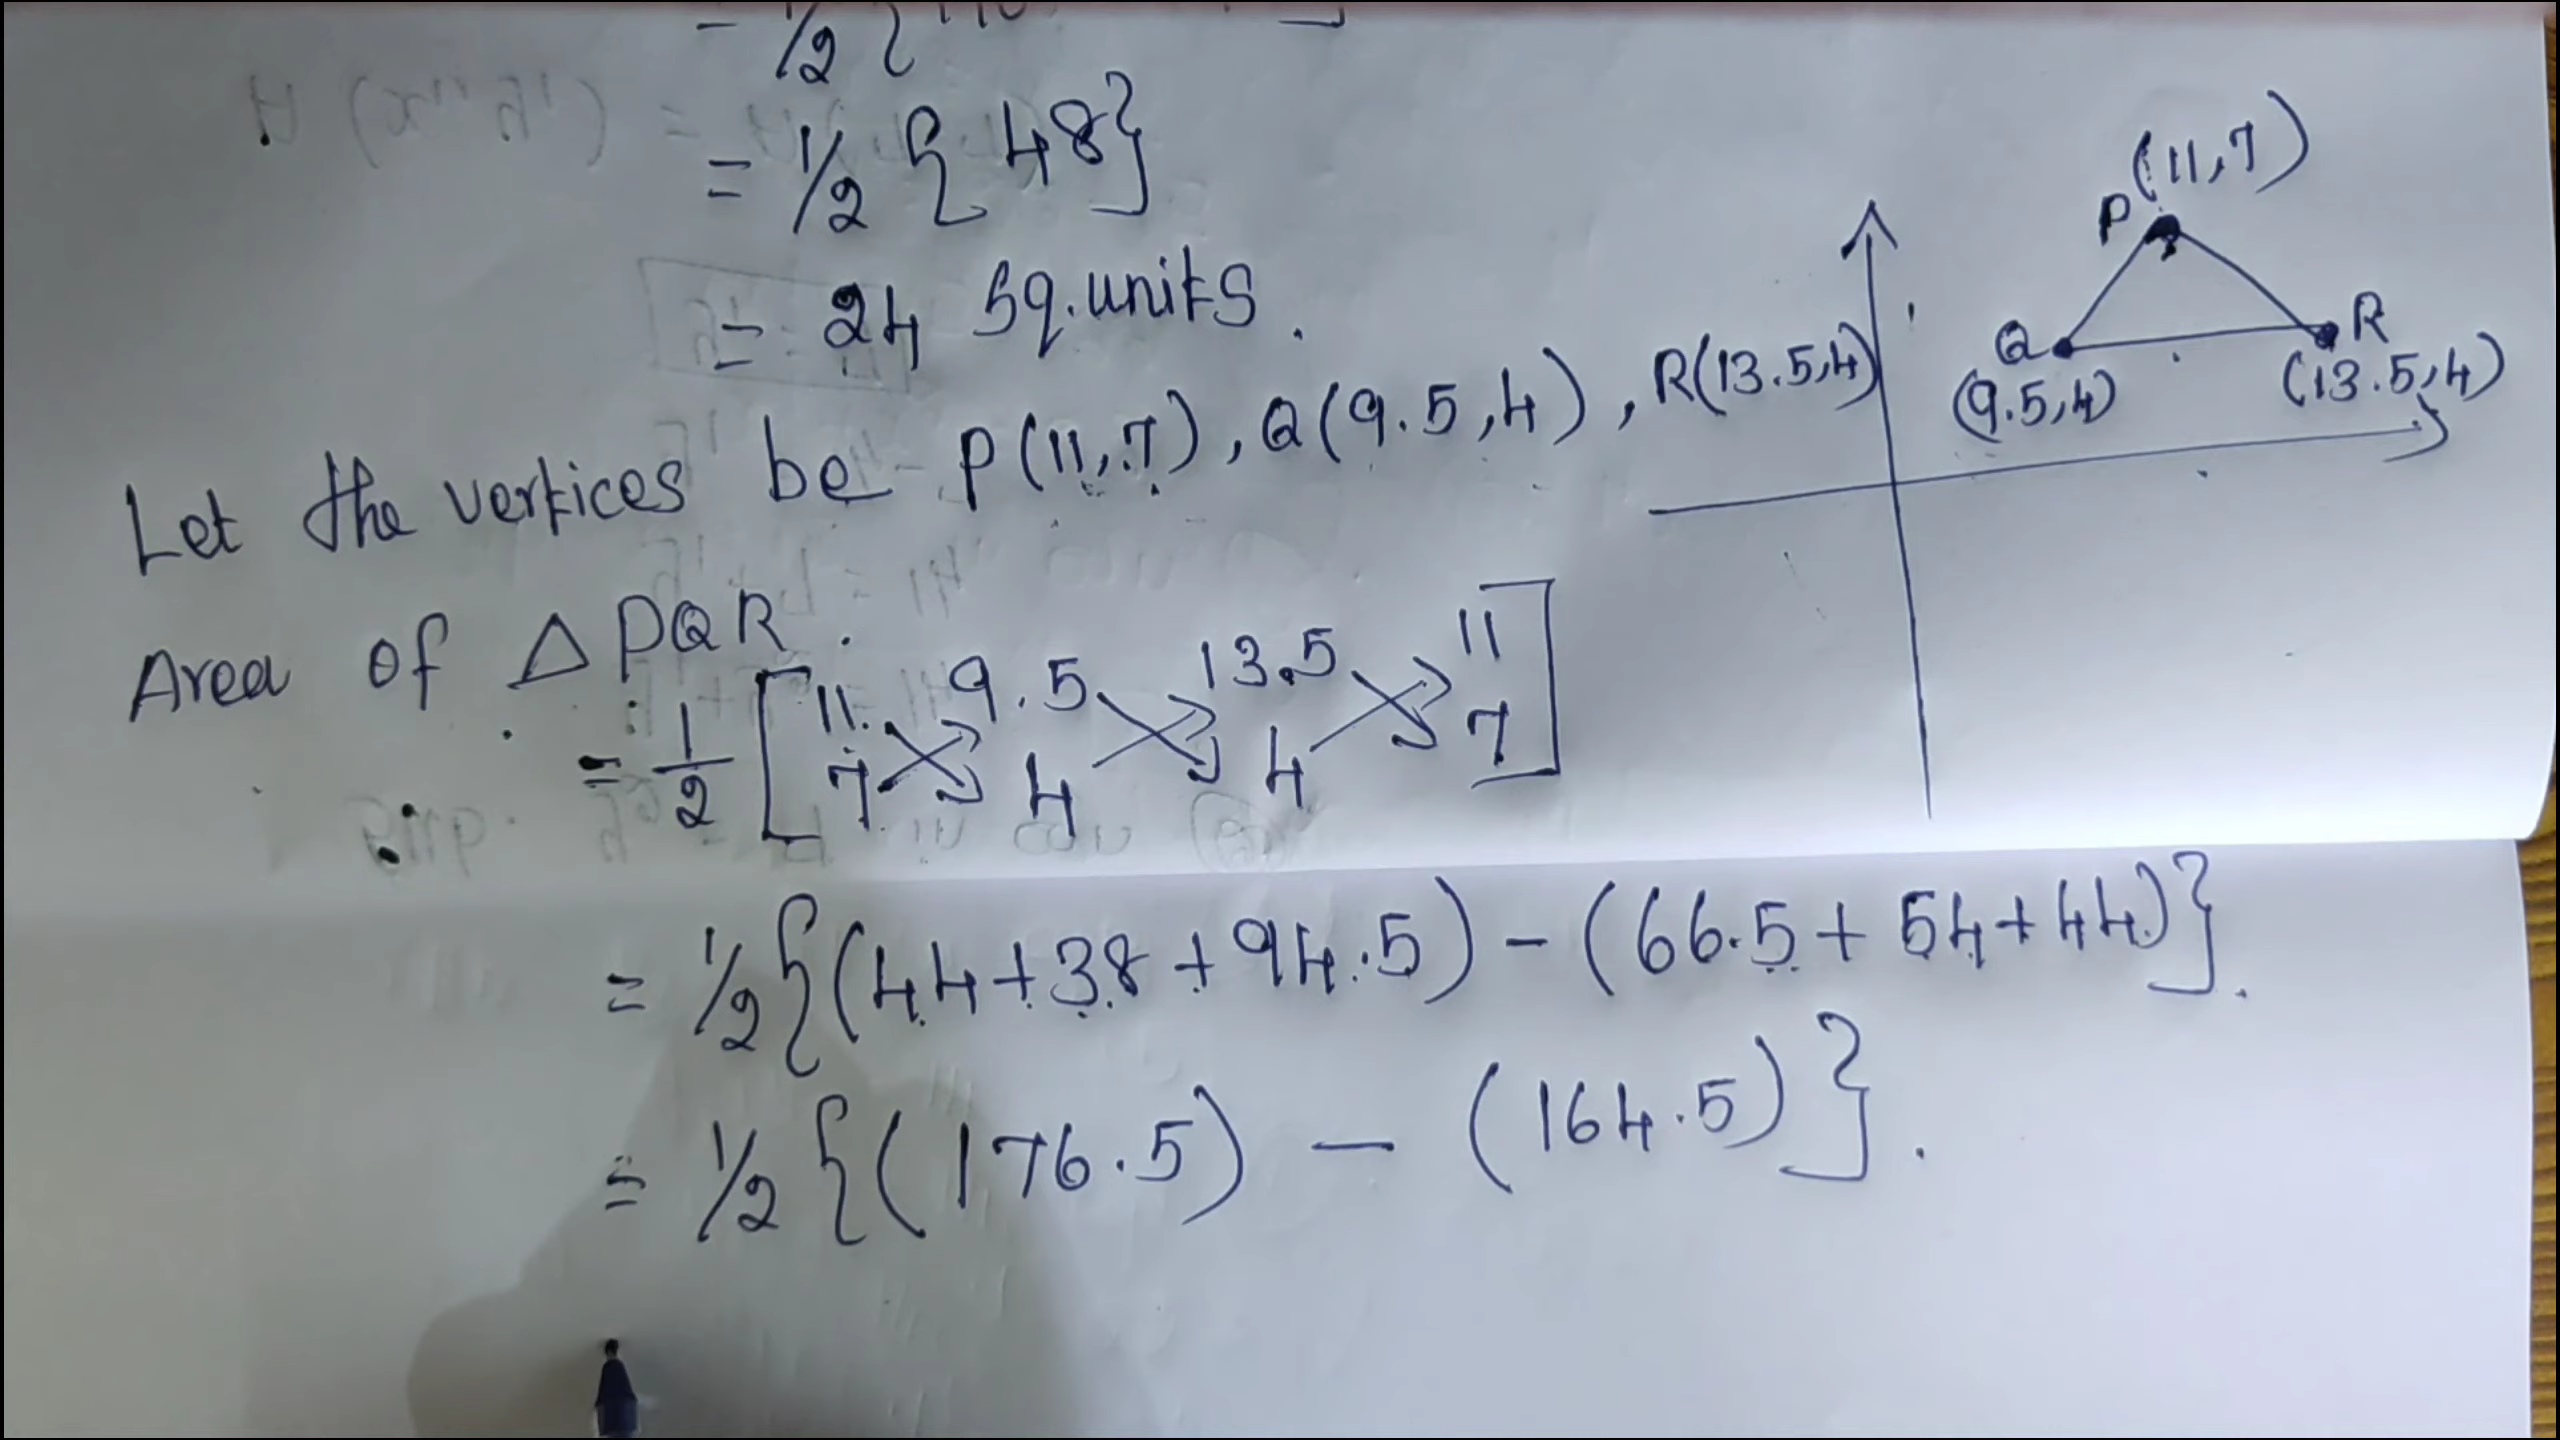 = ½ {
= ½ { 48}
= 24 Sq.units.
Let the vertices be P(11,7), Q(9.5,4), R(13.5,4)
P (11,7)
Q (9.5,4)
R (13.5,4)
Area of △ PQR.
= 1/2 [ 11 9.5 13.5 11
7 4 4 7 ]
= ½{(44+38+94.5) - (66.5+54+44)}.
= ½{(176.5) - (164.5)}.